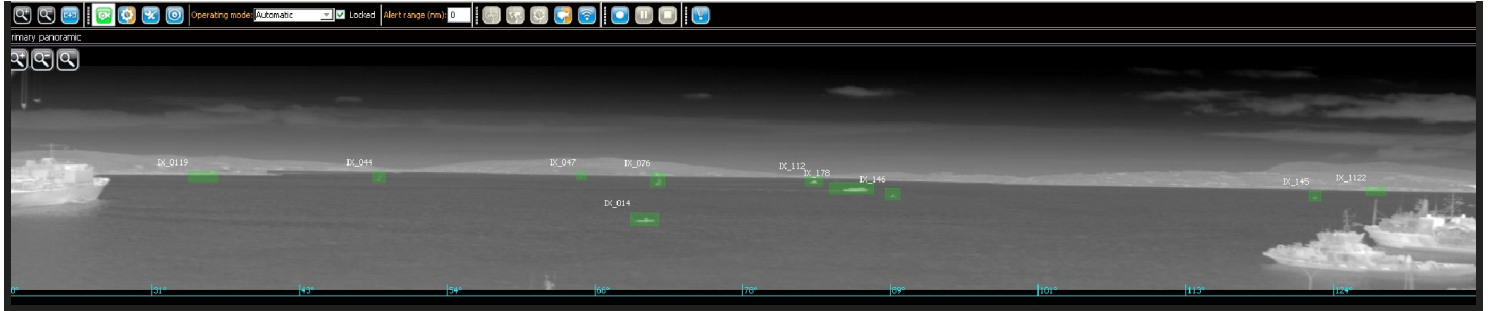 Operating mode: Automatic Locked Alert range (nm): 0
rimary panoramic
IX_0119 IX_044 IX_047 IX_076 IX_112 IX_178 IX_146 IX_145 IX_1122
IX_014
31° 43° 54° 66° 78° 89° 101° 113° 124°